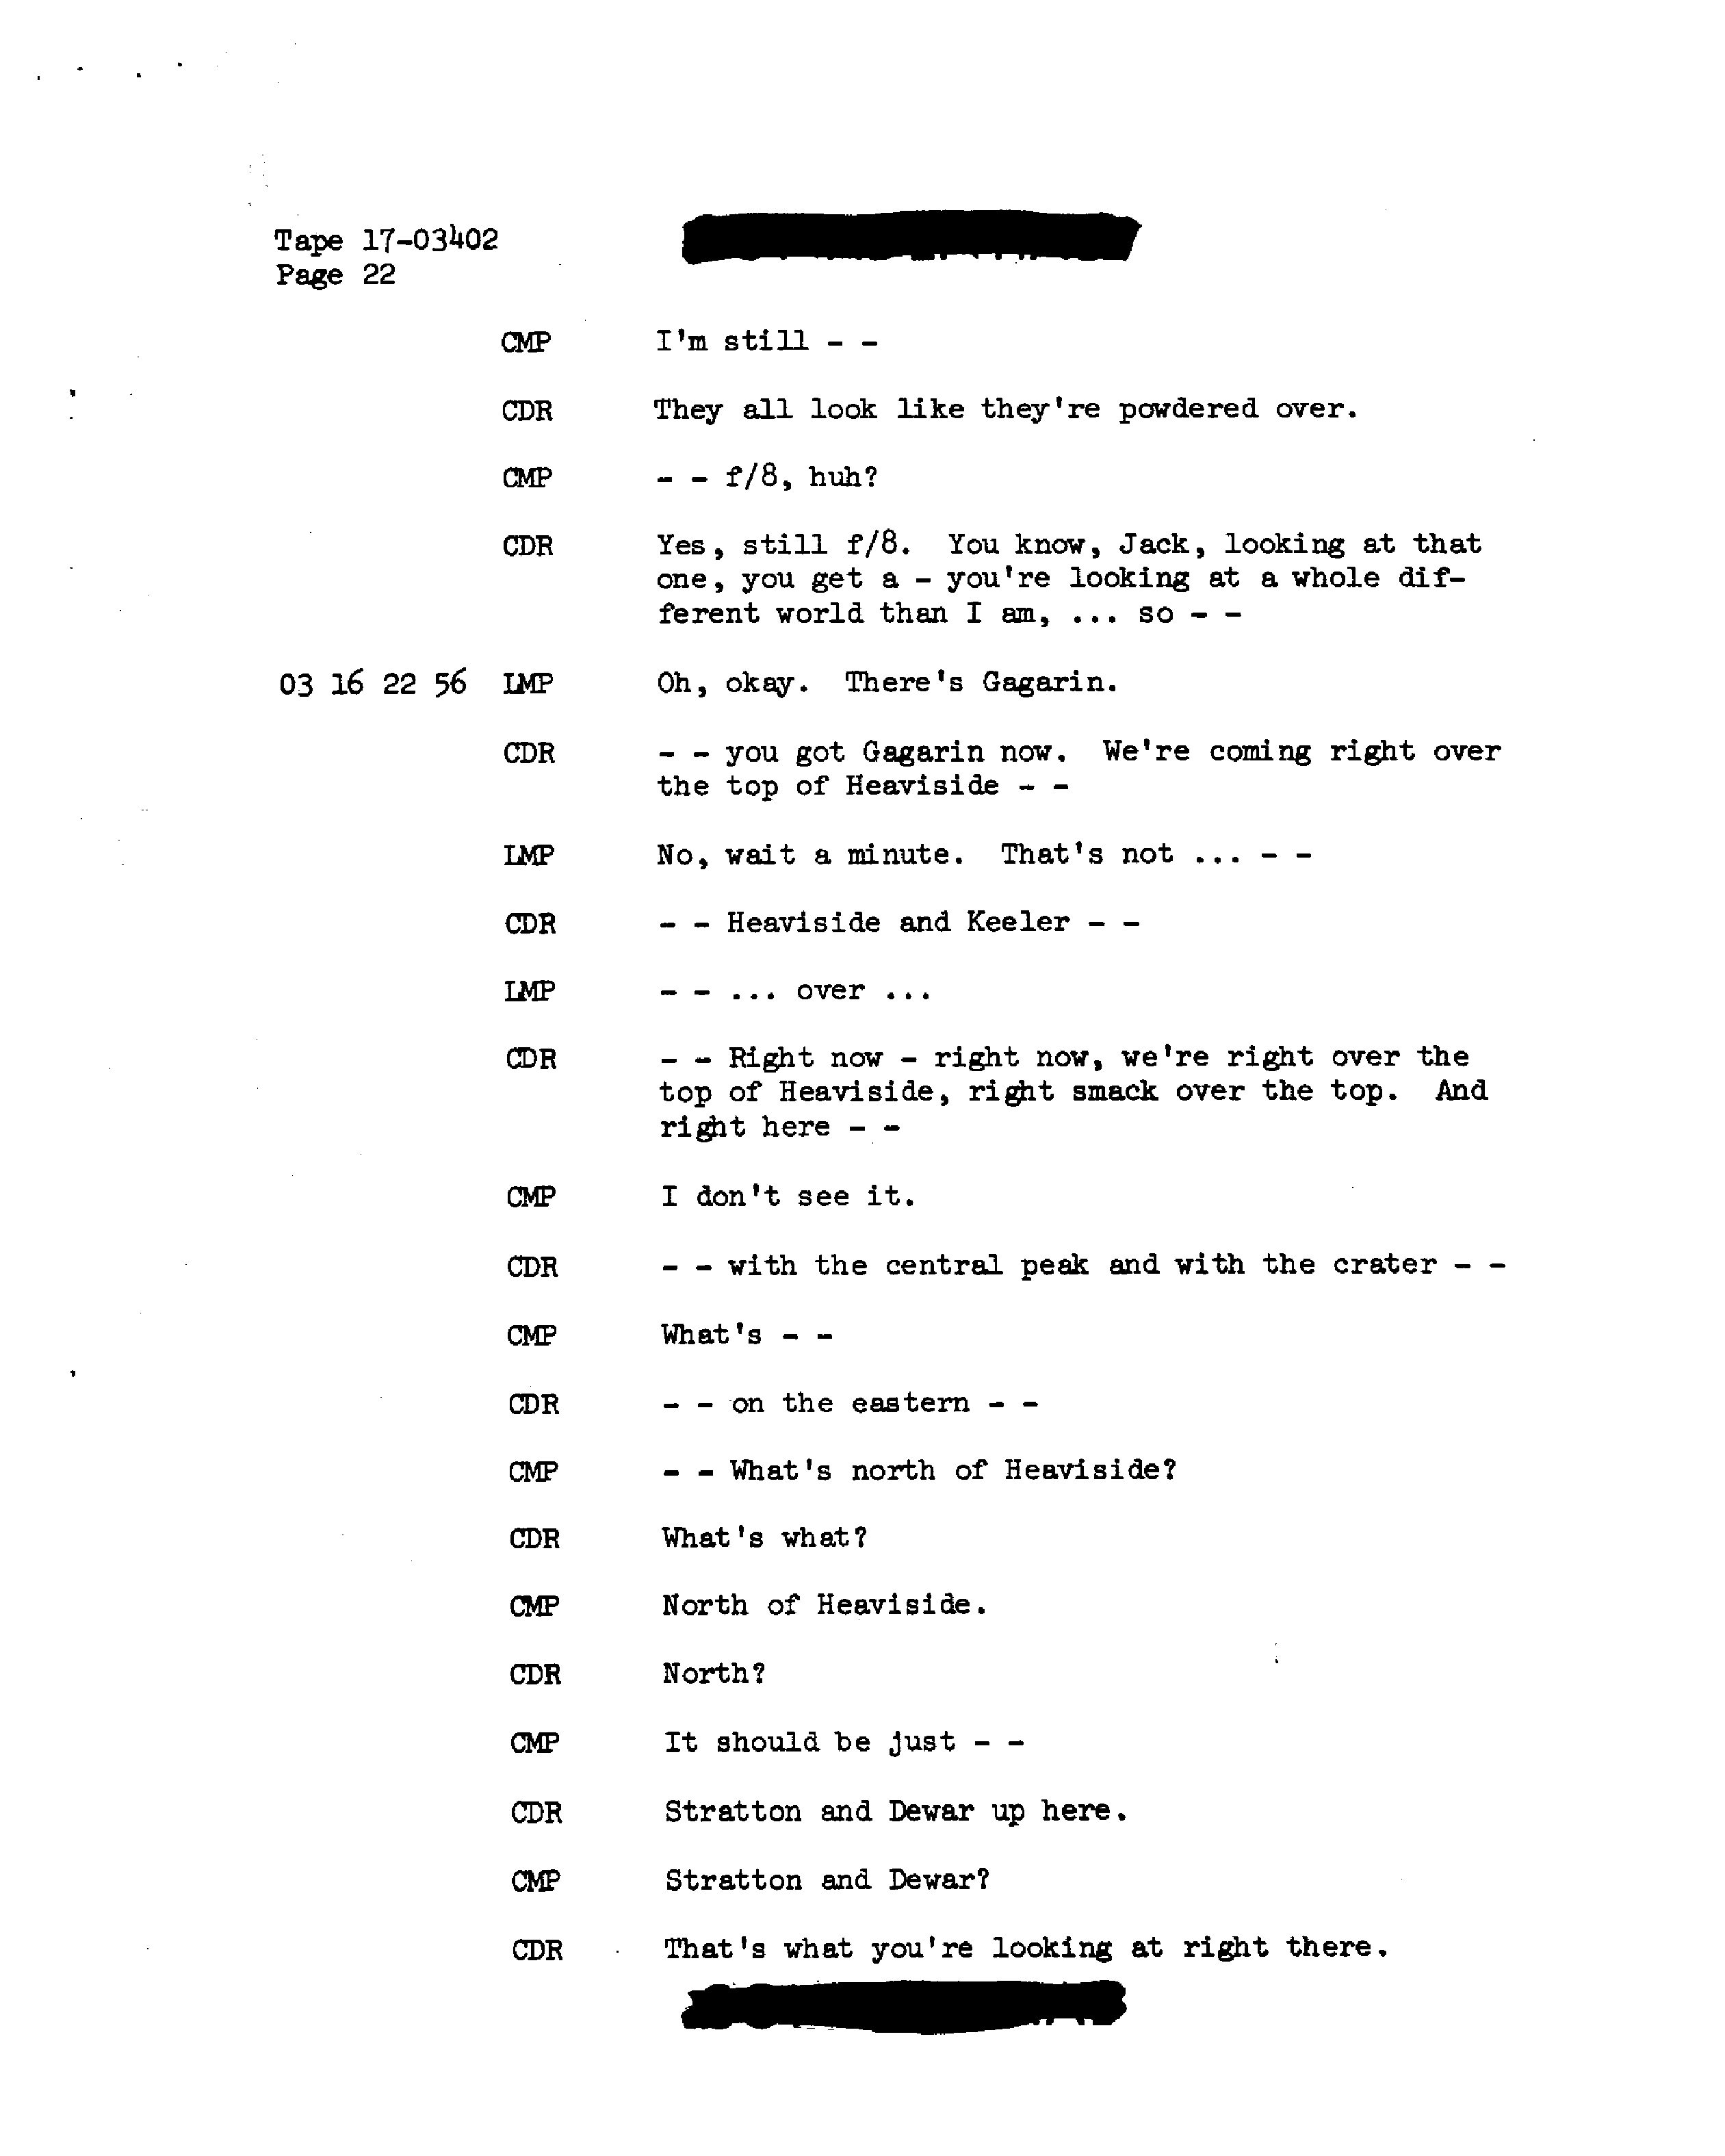 Tape 17-03402
Page 22
CMP I'm still - -
CDR They all look like they're powdered over.
CMP - - f/8, huh?
CDR Yes, still f/8. You know, Jack, looking at that
one, you get a - you're looking at a whole dif-
ferent world than I am, ... so - -
03 16 22 56 LMP Oh, okay. There's Gagarin.
CDR - - you got Gagarin now. We're coming right over
the top of Heaviside - -
LMP No, wait a minute. That's not ... - -
CDR - - Heaviside and Keeler - -
LMP - - ... over ...
CDR - - Right now - right now, we're right over the
top of Heaviside, right smack over the top. And
right here - -
CMP I don't see it.
CDR - - with the central peak and with the crater - -
CMP What's - -
CDR - - on the eastern - -
CMP - - What's north of Heaviside?
CDR What's what?
CMP North of Heaviside.
CDR North?
CMP It should be just - -
CDR Stratton and Dewar up here.
CMP Stratton and Dewar?
CDR That's what you're looking at right there.